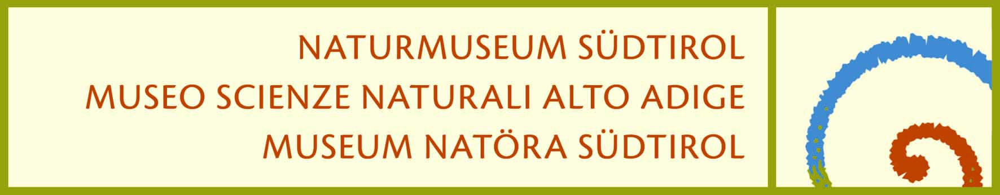 NATURMUSEUM SÜDTIROL
MUSEO SCIENZE NATURALI ALTO ADIGE
MUSEUM NATÖRA SÜDTIROL